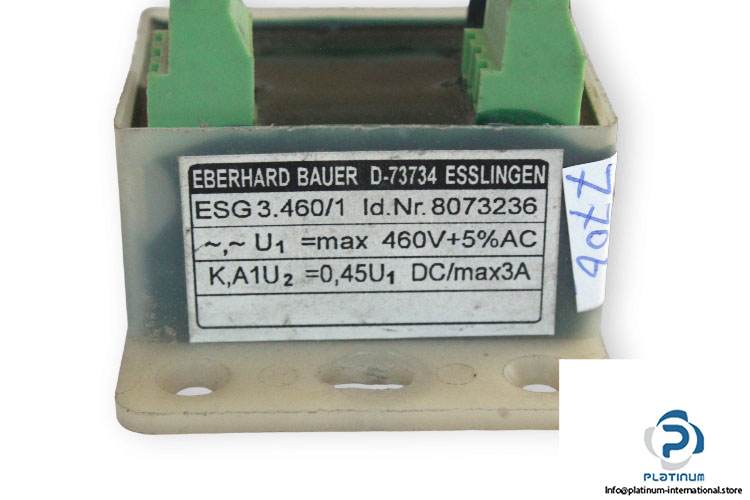 EBERHARD BAUER D-73734 ESSLINGEN
ESG 3.460/1 Id.Nr. 8073236
~,~ U₁ =max 460V+5%AC
K,A1U₂ =0,45U₁ DC/max3A
7706
PLATINUM
Info@platinum-international.store